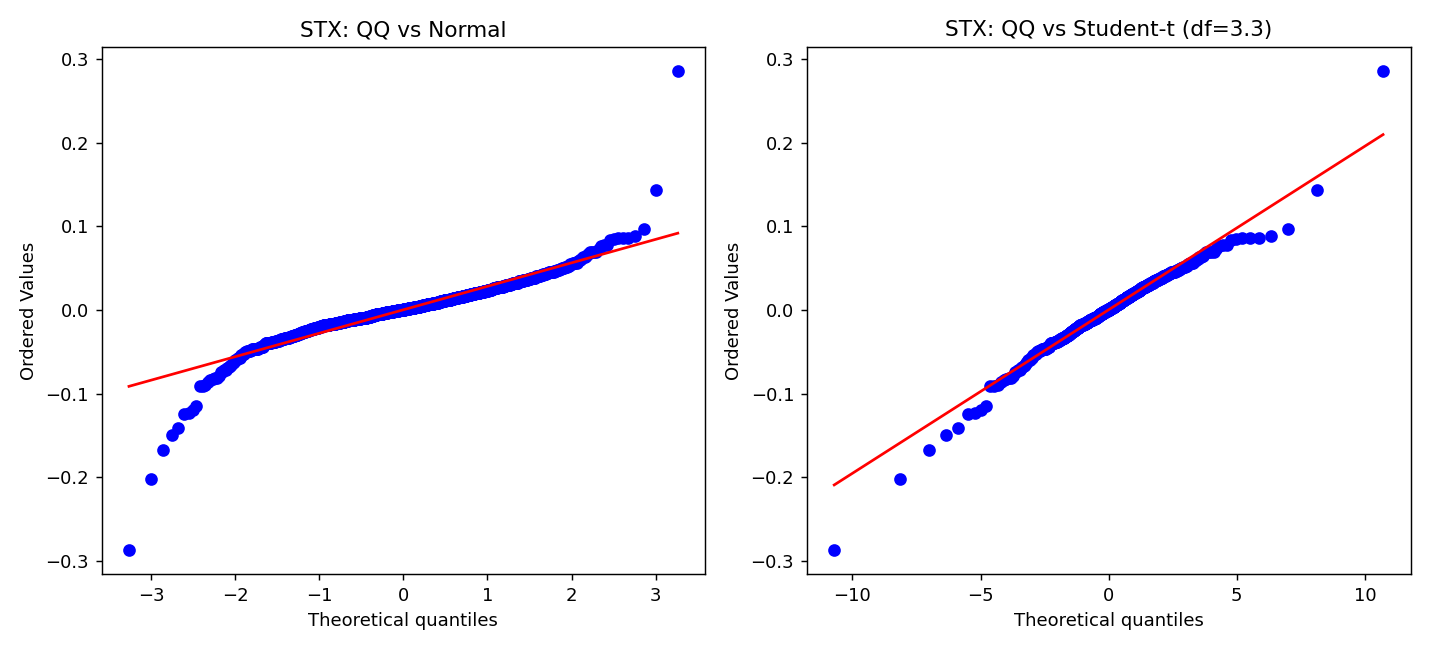 STX: QQ vs Normal
0.3
0.2
0.1
0.0
−0.1
−0.2
−0.3
Ordered Values
−3 −2 −1 0 1 2 3
Theoretical quantiles
STX: QQ vs Student-t (df=3.3)
0.3
0.2
0.1
0.0
−0.1
−0.2
−0.3
Ordered Values
−10 −5 0 5 10
Theoretical quantiles